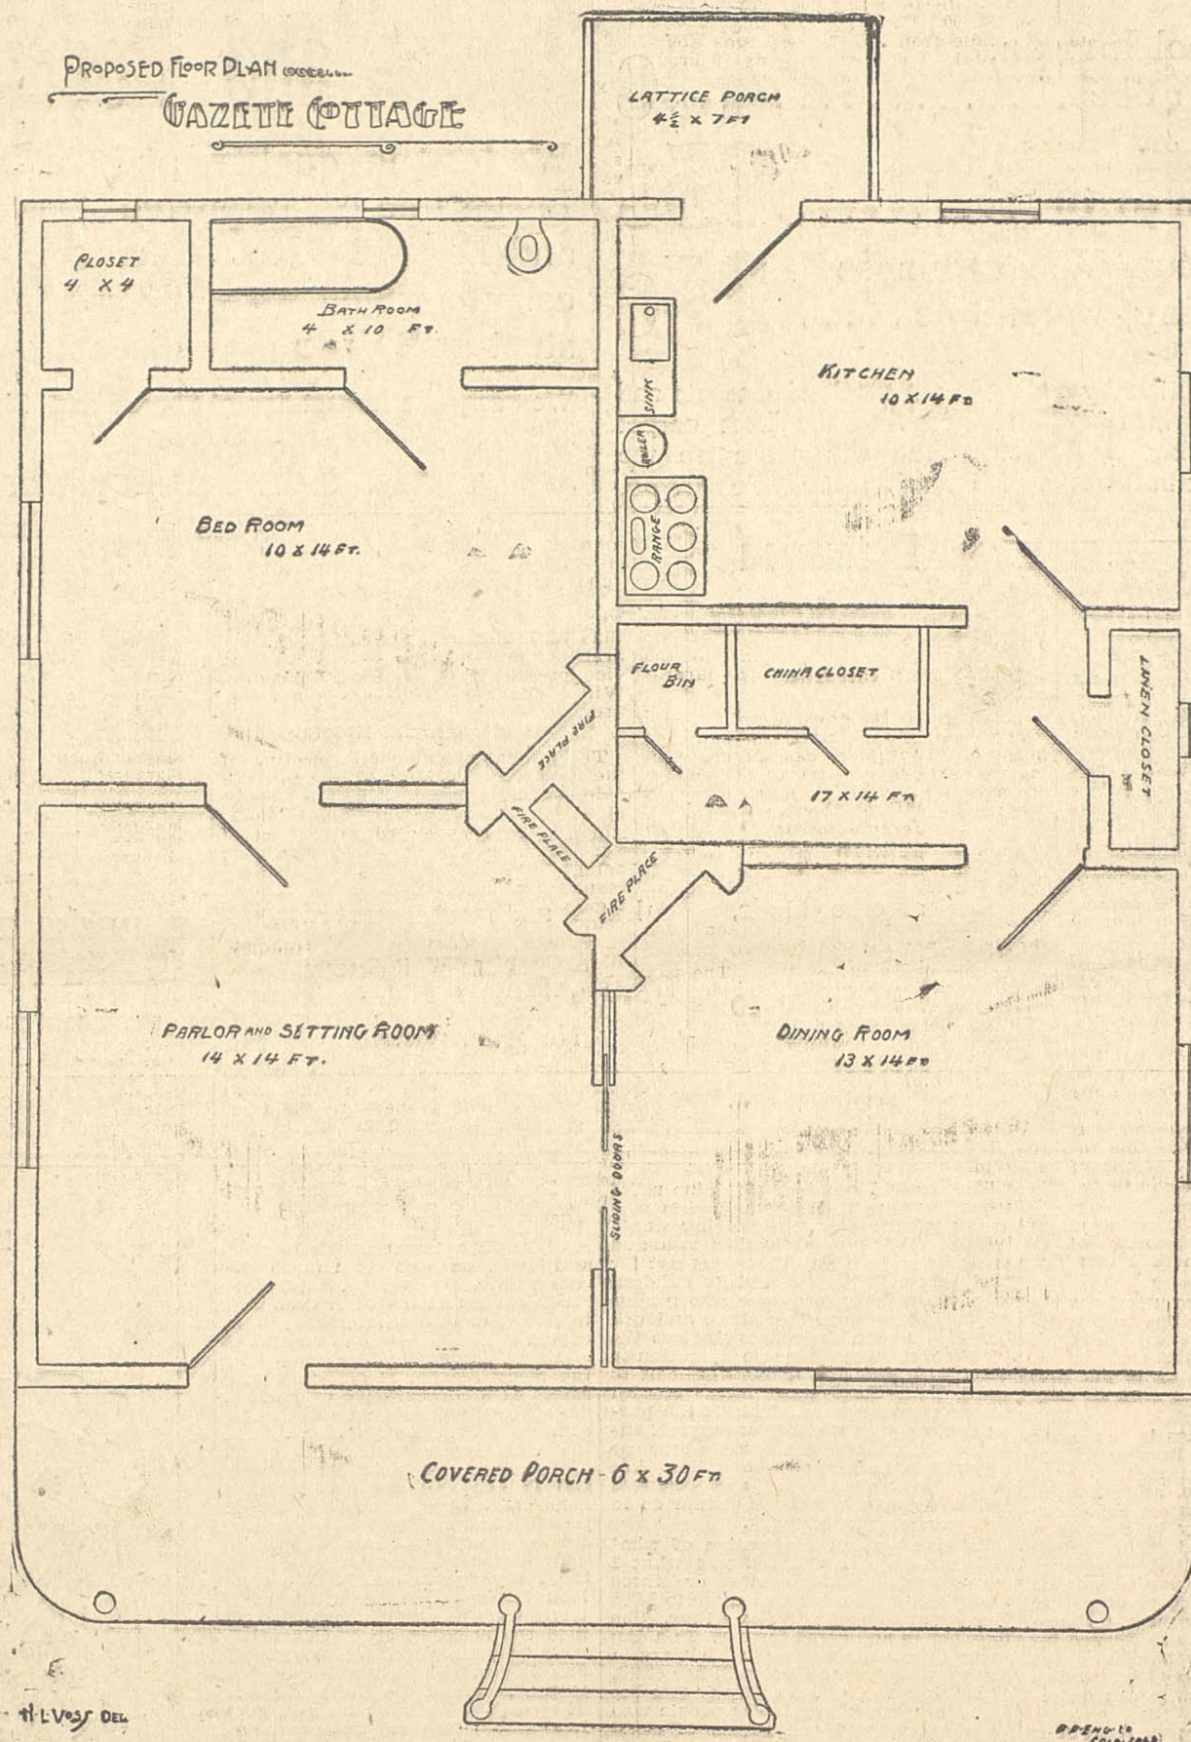 PROPOSED FLOOR PLAN
GAZETTE COTTAGE
LATTICE PORCH
4½ X 7 FT
CLOSET
4 X 4
BATH ROOM
4 X 10 FT.
SINK
BOILER
RANGE
KITCHEN
10 X 14 FT
BED ROOM
10 X 14 FT.
FLOUR
BIN
CHINA CLOSET
LINEN CLOSET
FIRE PLACE
FIRE PLACE
FIRE PLACE
17 X 14 FT
PARLOR AND SETTING ROOM
14 X 14 FT.
DINING ROOM
13 X 14 FT
SLIDING DOORS
COVERED PORCH - 6 X 30 FT
H.L VOSS DEL